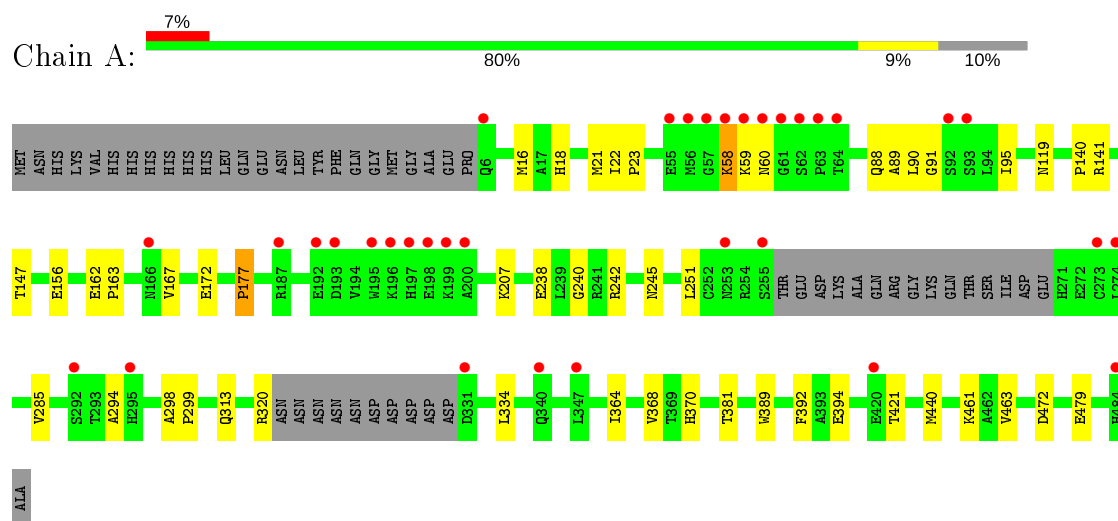 7%
Chain A:
80% 9% 10%
MET ASN HIS LYS VAL HIS HIS HIS HIS HIS HIS LEU GLN GLU ASN LEU TYR PHE GLN GLY MET GLY ALA GLU PRO Q6 M16 A17 H18 M21 I22 P23 E55 M56 G57 K58 K59 N60 G61 S62 P63 T64 Q88 A89 L90 G91 S92 S93 L94 I95 N119 P140 R141
T147 E156 E162 P163 N166 V167 E172 P177 R187 E192 D193 V194 W195 K196 H197 E198 K199 A200 K207 E238 L239 G240 R241 R242 N245 L251 C252 N253 R254 S255 THR GLU ASP LYS ALA GLN ARG GLY LYS GLN THR SER ILE ASP GLU H271 E272 C273 L274
V285 S292 T293 A294 H295 A298 P299 Q313 R320 ASN ASN ASN ASN ASN ASP ASP ASP ASP ASP D331 L334 Q340 L347 I364 V368 T369 H370 T381 W389 F392 A393 E394 E420 T421 M440 K461 A462 V463 D472 E479 H484
ALA